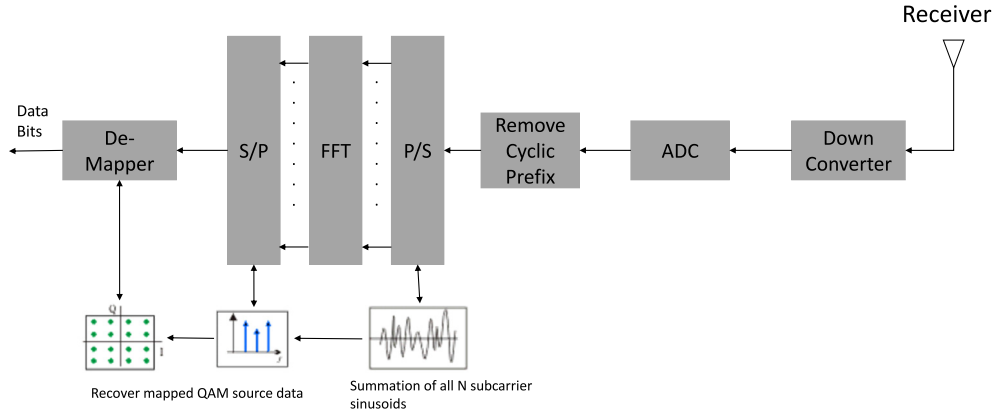 Receiver
Data
Bits
De-
Mapper
S/P
FFT
P/S
Remove
Cyclic
Prefix
ADC
Down
Converter
Q
I
f
Recover mapped QAM source data
Summation of all N subcarrier
sinusoids